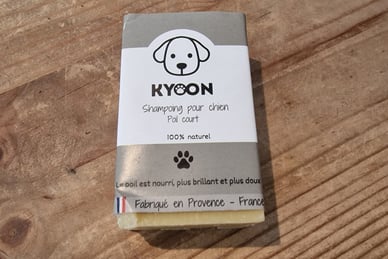 KYOON
Shampoing pour chien
Poil court
100% naturel
Le poil est nourri, plus brillant et plus doux
Fabriqué en Provence - France